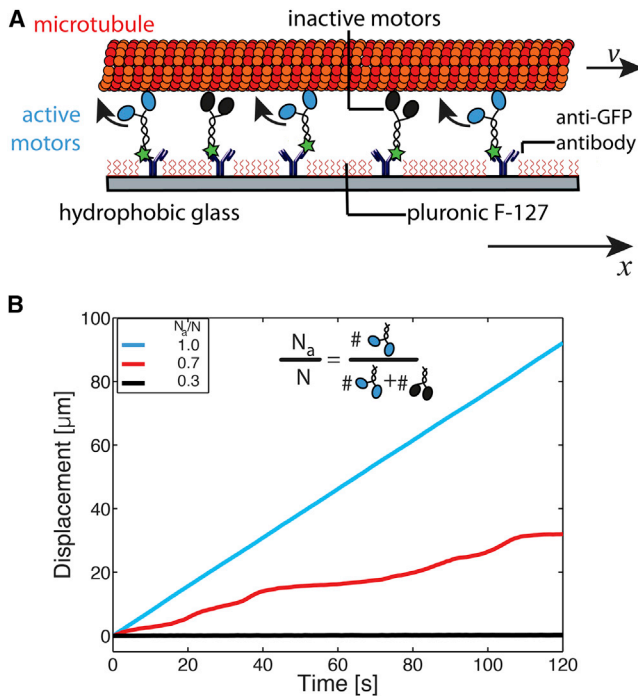 A
microtubule
inactive motors
v
active
motors
anti-GFP
antibody
hydrophobic glass
pluronic F-127
x
B
Nₐ/N
1.0
0.7
0.3
Nₐ
N
=
#
# + #
Displacement [µm]
100
80
60
40
20
0
0 20 40 60 80 100 120
Time [s]